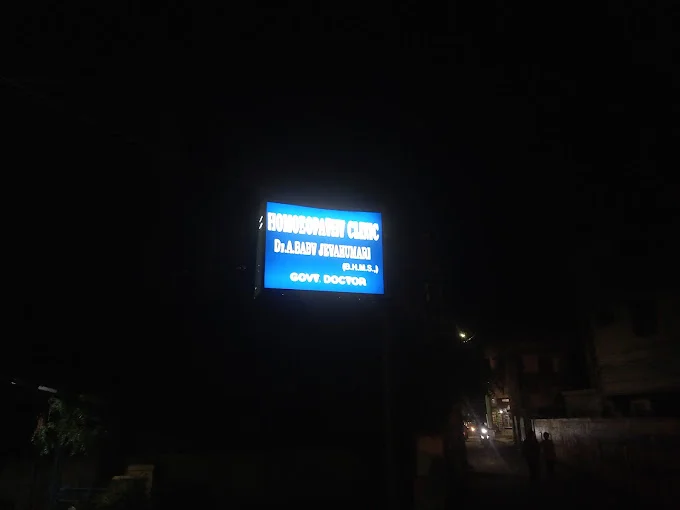 HOMOEOPATHY CLINIC
Dr.A.BABY JEYAKUMARI
(B.H.M.S.,)
GOVT. DOCTOR